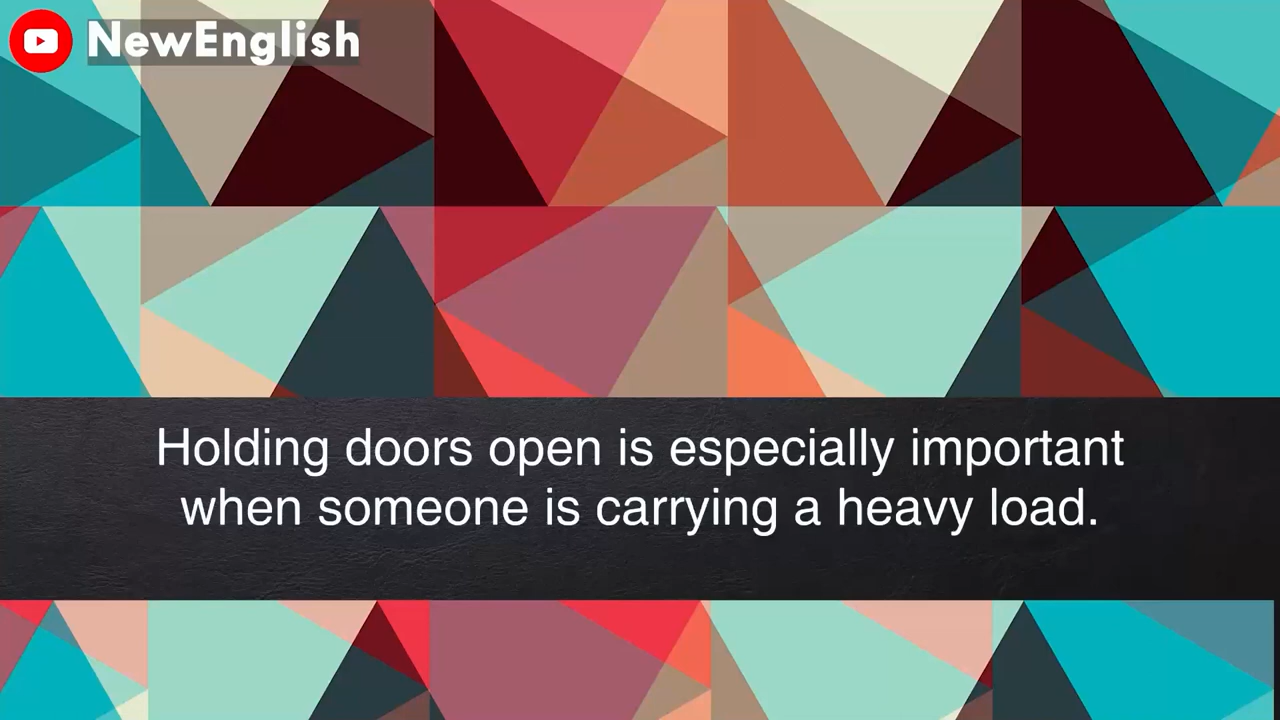 NewEnglish
Holding doors open is especially important
when someone is carrying a heavy load.